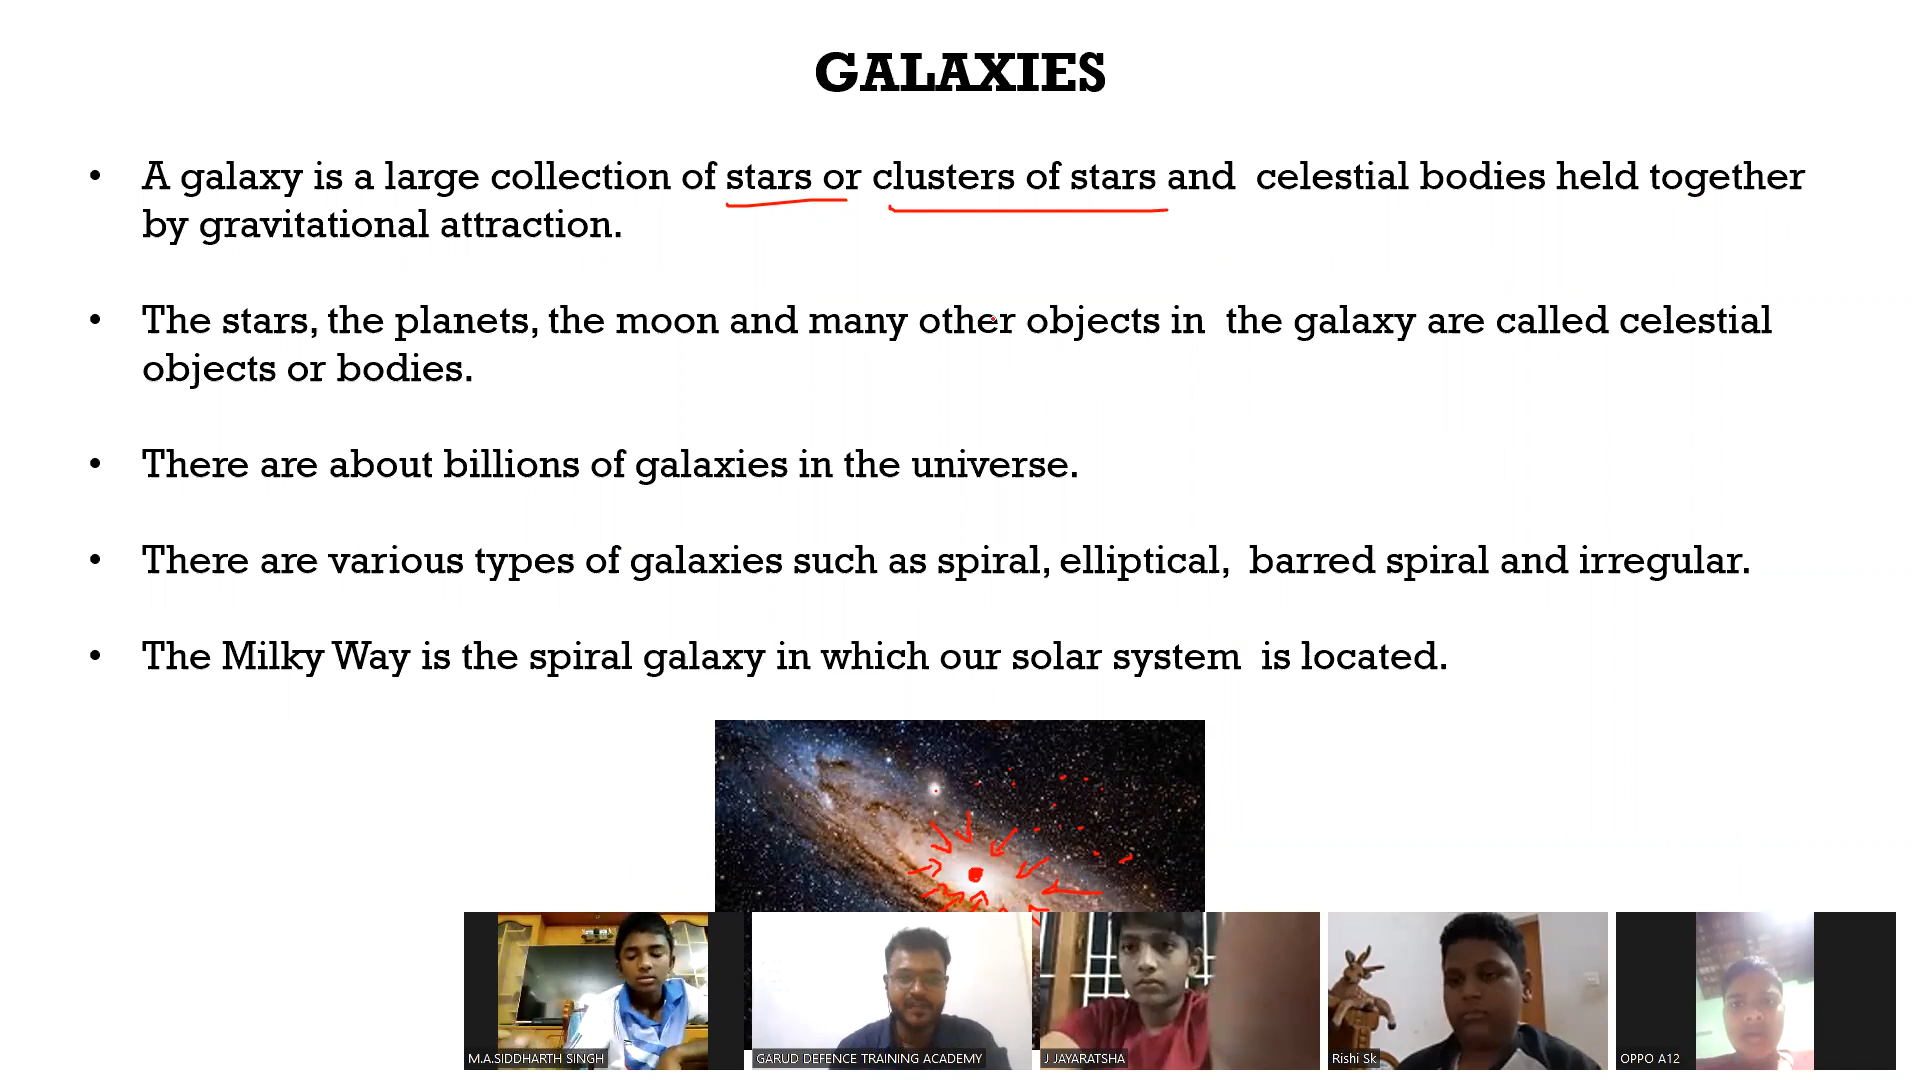 GALAXIES
• A galaxy is a large collection of stars or clusters of stars and celestial bodies held together
by gravitational attraction.
• The stars, the planets, the moon and many other objects in the galaxy are called celestial
objects or bodies.
• There are about billions of galaxies in the universe.
• There are various types of galaxies such as spiral, elliptical, barred spiral and irregular.
• The Milky Way is the spiral galaxy in which our solar system is located.
M.A.SIDDHARTH SINGH
GARUD DEFENCE TRAINING ACADEMY
J JAYARATSHA
Rishi Sk
OPPO A12